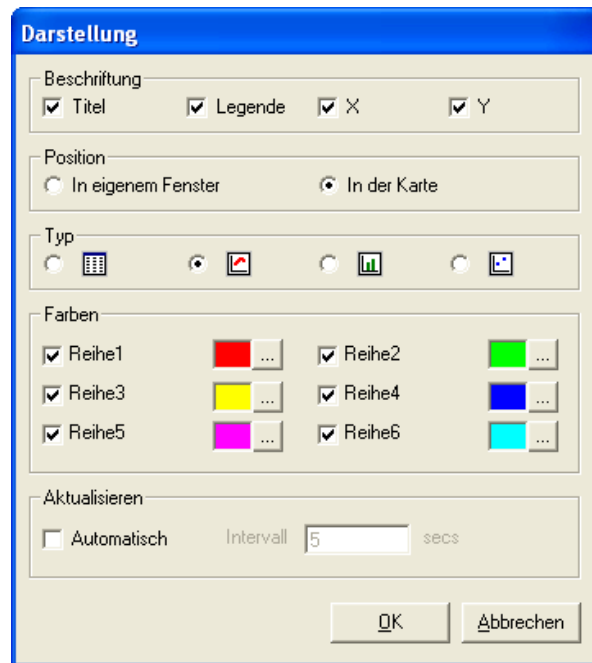 Darstellung
Beschriftung
Titel Legende X Y
Position
In eigenem Fenster In der Karte
Typ
Farben
Reihe1 ... Reihe2 ...
Reihe3 ... Reihe4 ...
Reihe5 ... Reihe6 ...
Aktualisieren
Automatisch Intervall 5 secs
OK Abbrechen